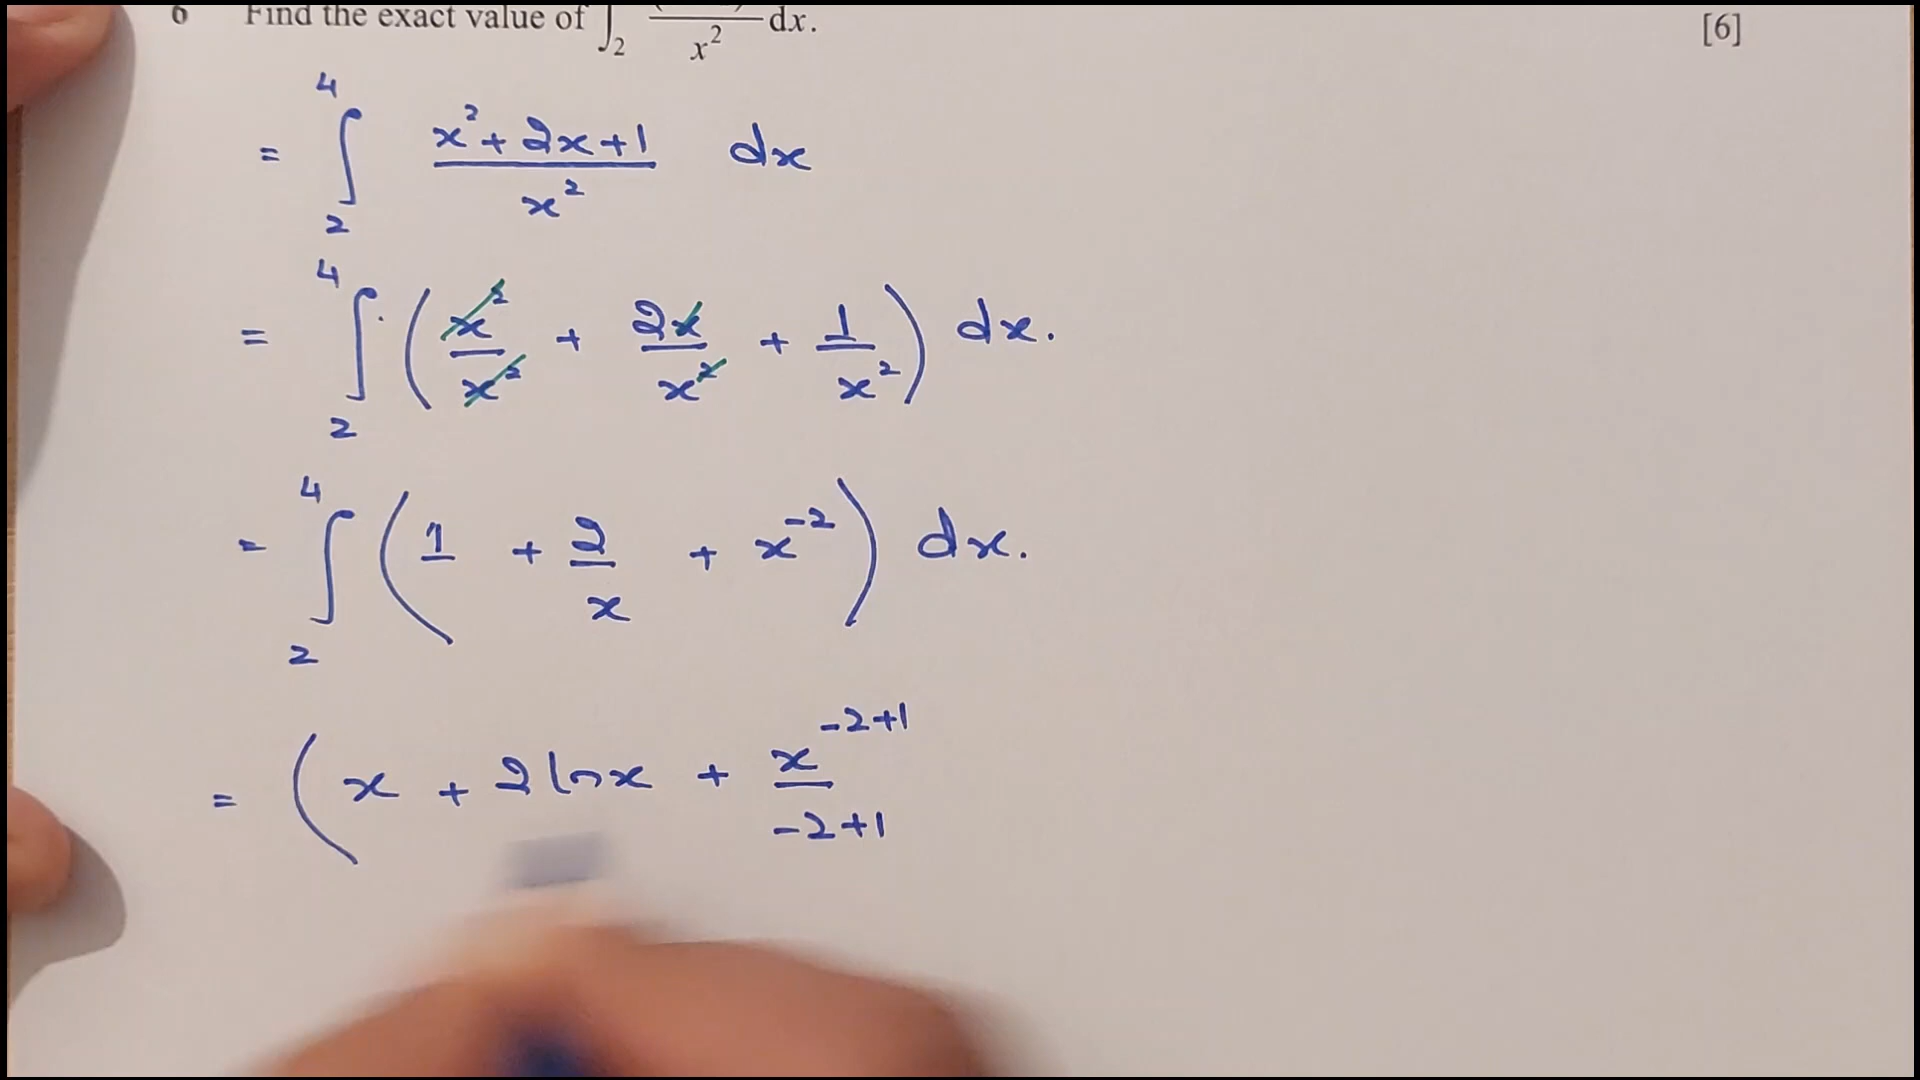 6 Find the exact value of ∫₂ ―/x² dx. [6]
= ∫₂⁴ (x² + 2x + 1)/x² dx
= ∫₂⁴ (x²/x² + 2x/x² + 1/x²) dx.
= ∫₂⁴ (1 + 2/x + x⁻²) dx.
= (x + 2 ln x + x^(-2+1)/(-2+1)